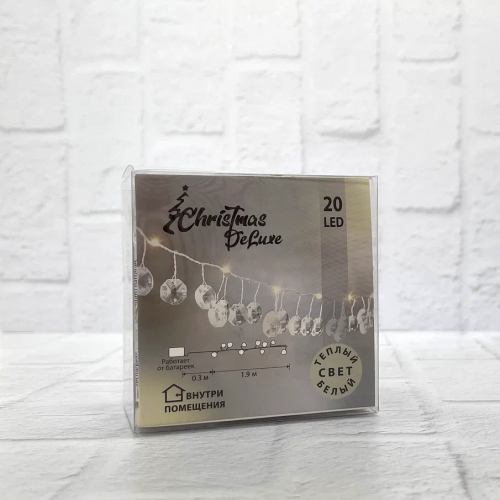 Christmas
DeLuxe
20
LED
Работает
от батареек
0.3 м
1.9 м
ТЕПЛЫЙ
СВЕТ
БЕЛЫЙ
ВНУТРИ
ПОМЕЩЕНИЯ